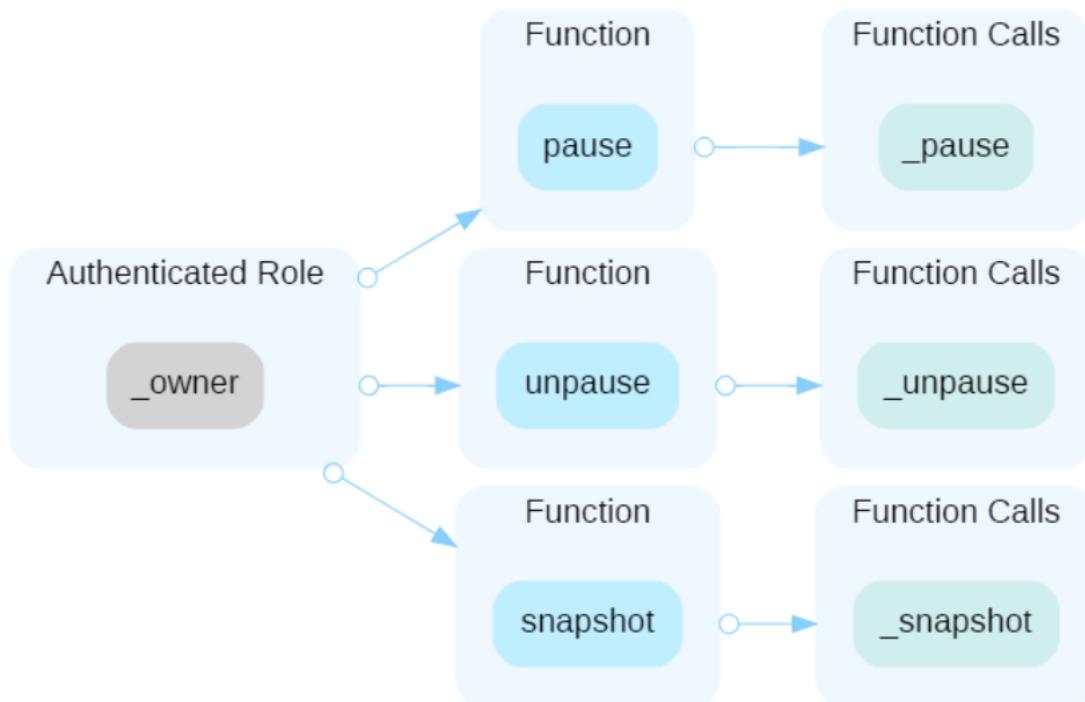 Function
Function Calls
pause
_pause
Authenticated Role
Function
Function Calls
_owner
unpause
_unpause
Function
Function Calls
snapshot
_snapshot